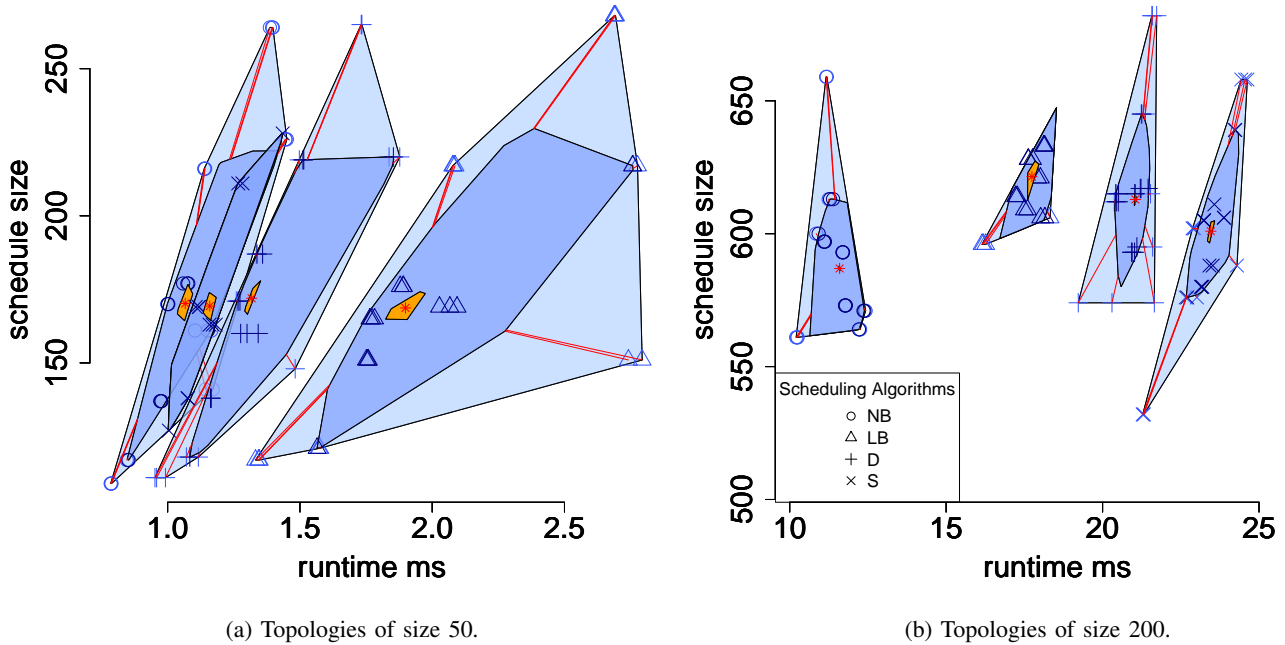 schedule size
250
200
150
1.0
1.5
2.0
2.5
runtime ms
(a) Topologies of size 50.
schedule size
650
600
550
500
10
15
20
25
Scheduling Algorithms
NB
LB
D
S
runtime ms
(b) Topologies of size 200.